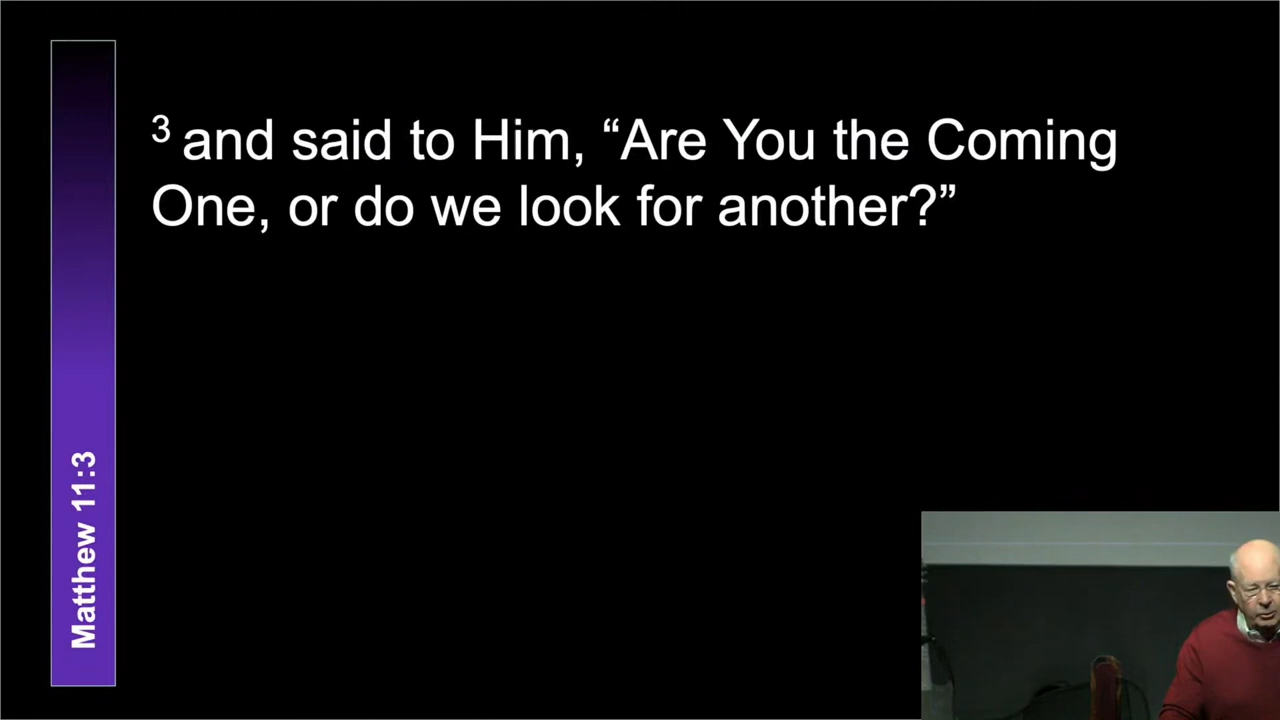 3 and said to Him, “Are You the Coming
One, or do we look for another?”
Matthew 11:3